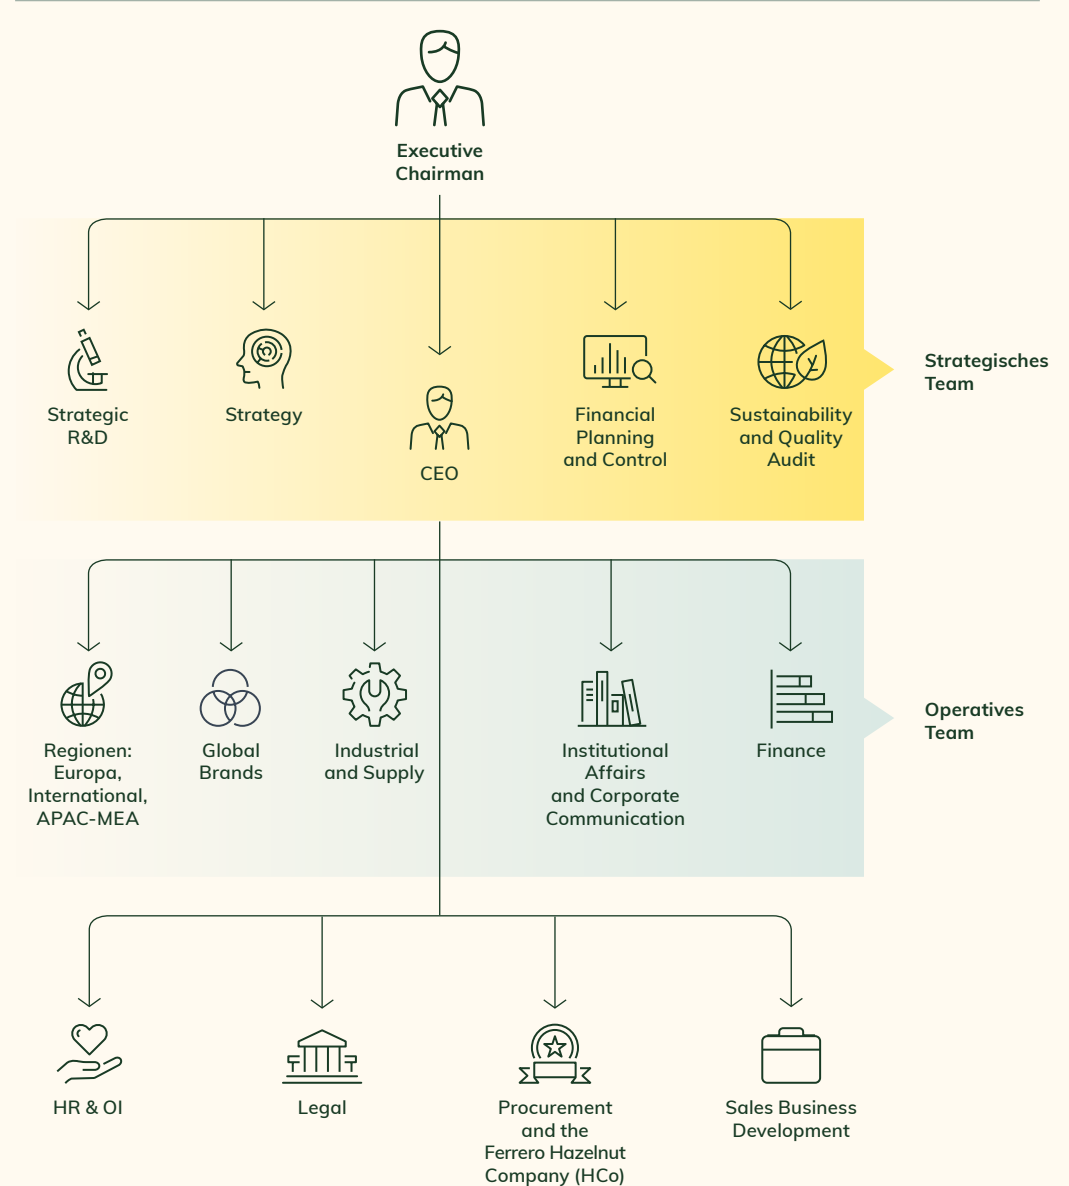 Executive
Chairman
Strategic
R&D
Strategy
CEO
Financial
Planning
and Control
Sustainability
and Quality
Audit
Strategisches
Team
Regionen:
Europa,
International,
APAC-MEA
Global
Brands
Industrial
and Supply
Institutional
Affairs
and Corporate
Communication
Finance
Operatives
Team
HR & OI
Legal
Procurement
and the
Ferrero Hazelnut
Company (HCo)
Sales Business
Development